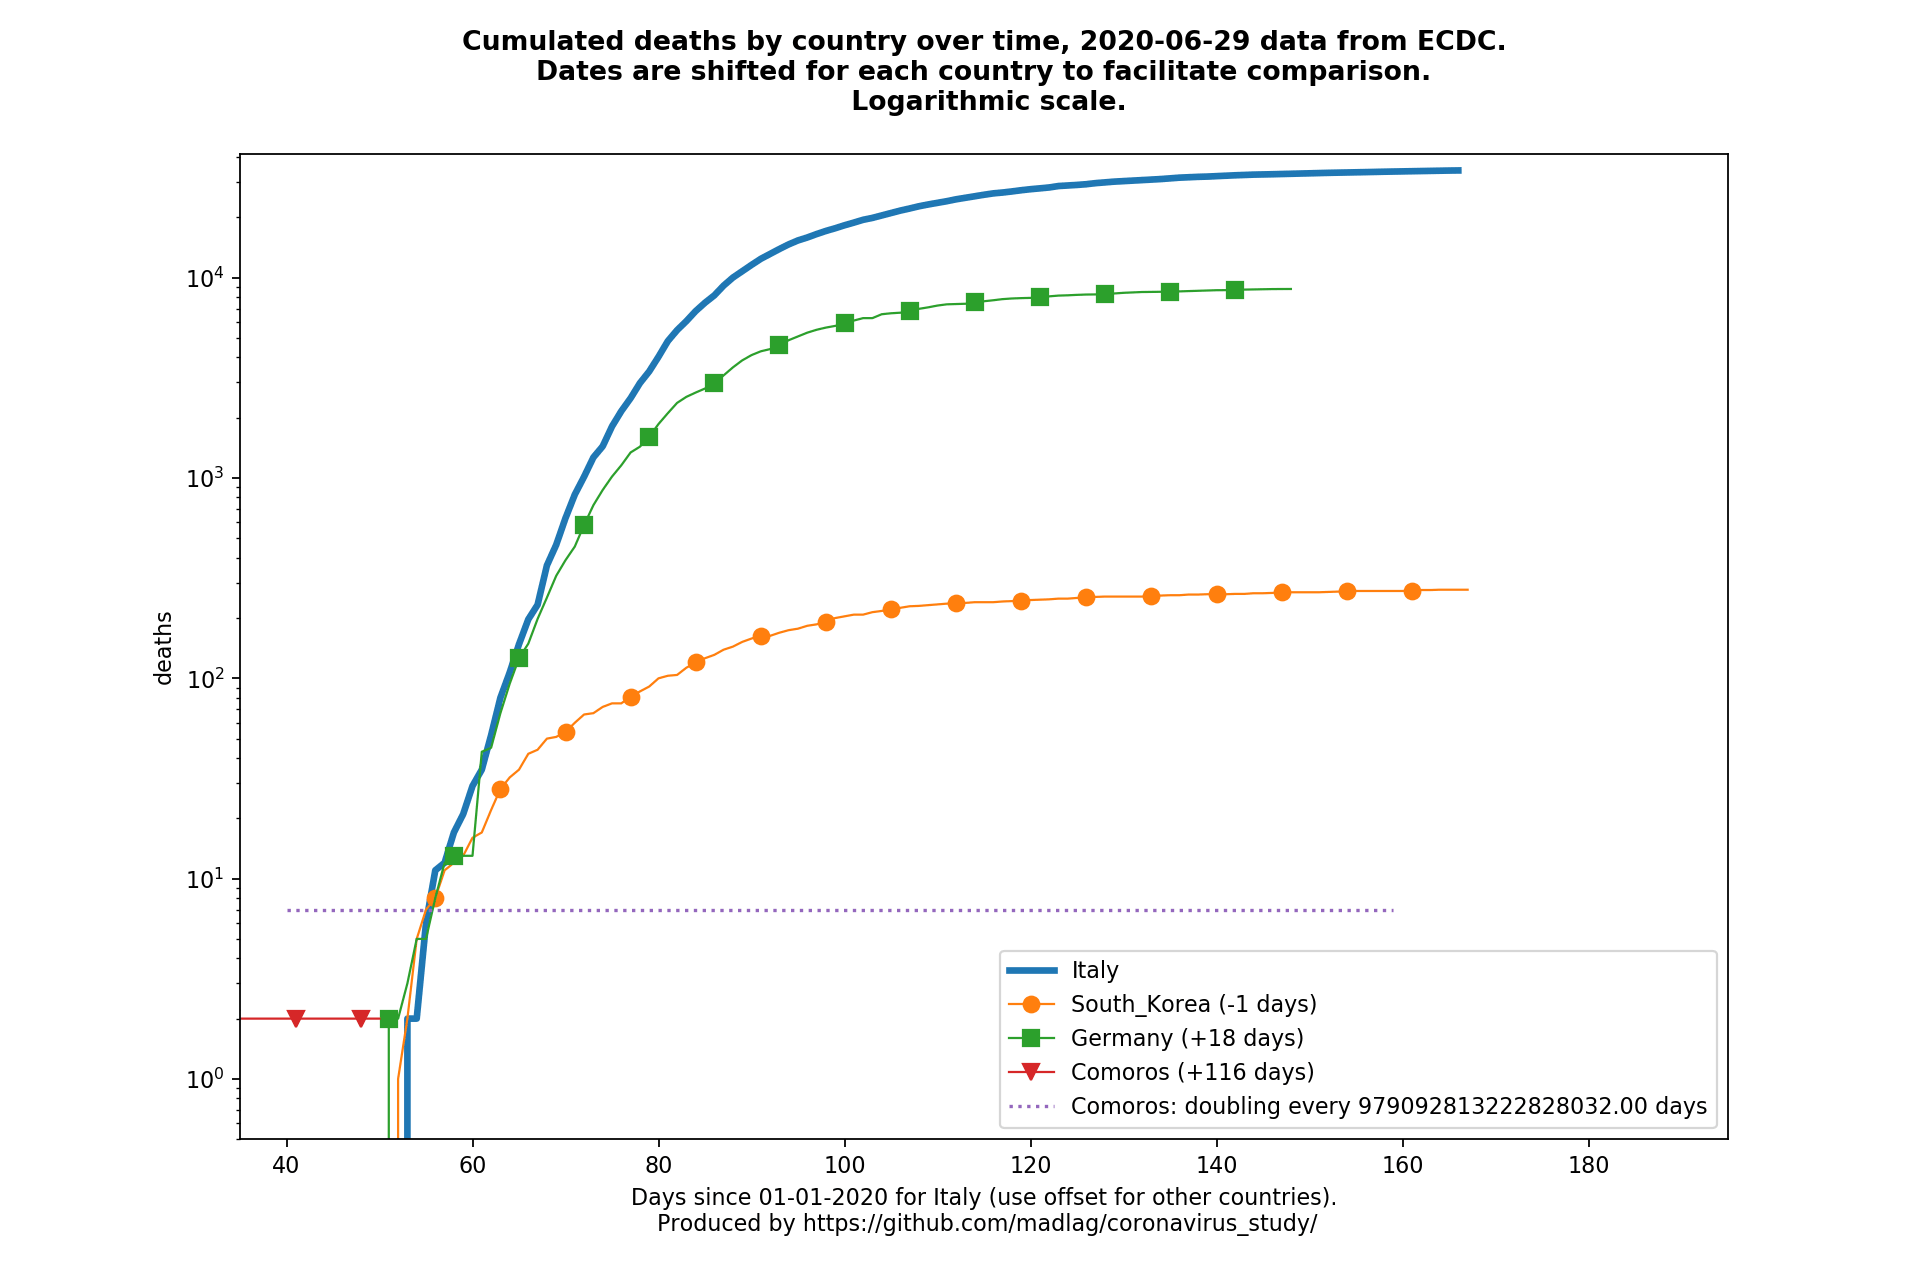 Cumulated deaths by country over time, 2020-06-29 data from ECDC.
Dates are shifted for each country to facilitate comparison.
Logarithmic scale.
deaths
10^4
10^3
10^2
10^1
10^0
40 60 80 100 120 140 160 180
Italy
South_Korea (-1 days)
Germany (+18 days)
Comoros (+116 days)
Comoros: doubling every 979092813222828032.00 days
Days since 01-01-2020 for Italy (use offset for other countries).
Produced by https://github.com/madlag/coronavirus_study/